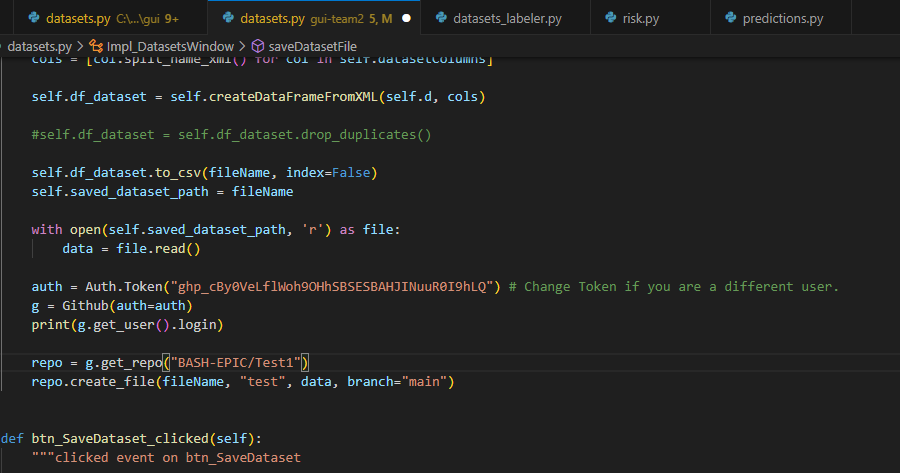 datasets.py C:\...\gui 9+
datasets.py gui-team2 5, M
datasets_labeler.py
risk.py
predictions.py
datasets.py > Impl_DatasetsWindow > saveDatasetFile
cols = [col.split_name_xml() for col in self.datasetColumns]
self.df_dataset = self.createDataFrameFromXML(self.d, cols)
#self.df_dataset = self.df_dataset.drop_duplicates()
self.df_dataset.to_csv(fileName, index=False)
self.saved_dataset_path = fileName
with open(self.saved_dataset_path, 'r') as file:
data = file.read()
auth = Auth.Token("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") # Change Token if you are a different user.
g = Github(auth=auth)
print(g.get_user().login)
repo = g.get_repo("BASH-EPIC/Test1")
repo.create_file(fileName, "test", data, branch="main")
def btn_SaveDataset_clicked(self):
"""clicked event on btn_SaveDataset